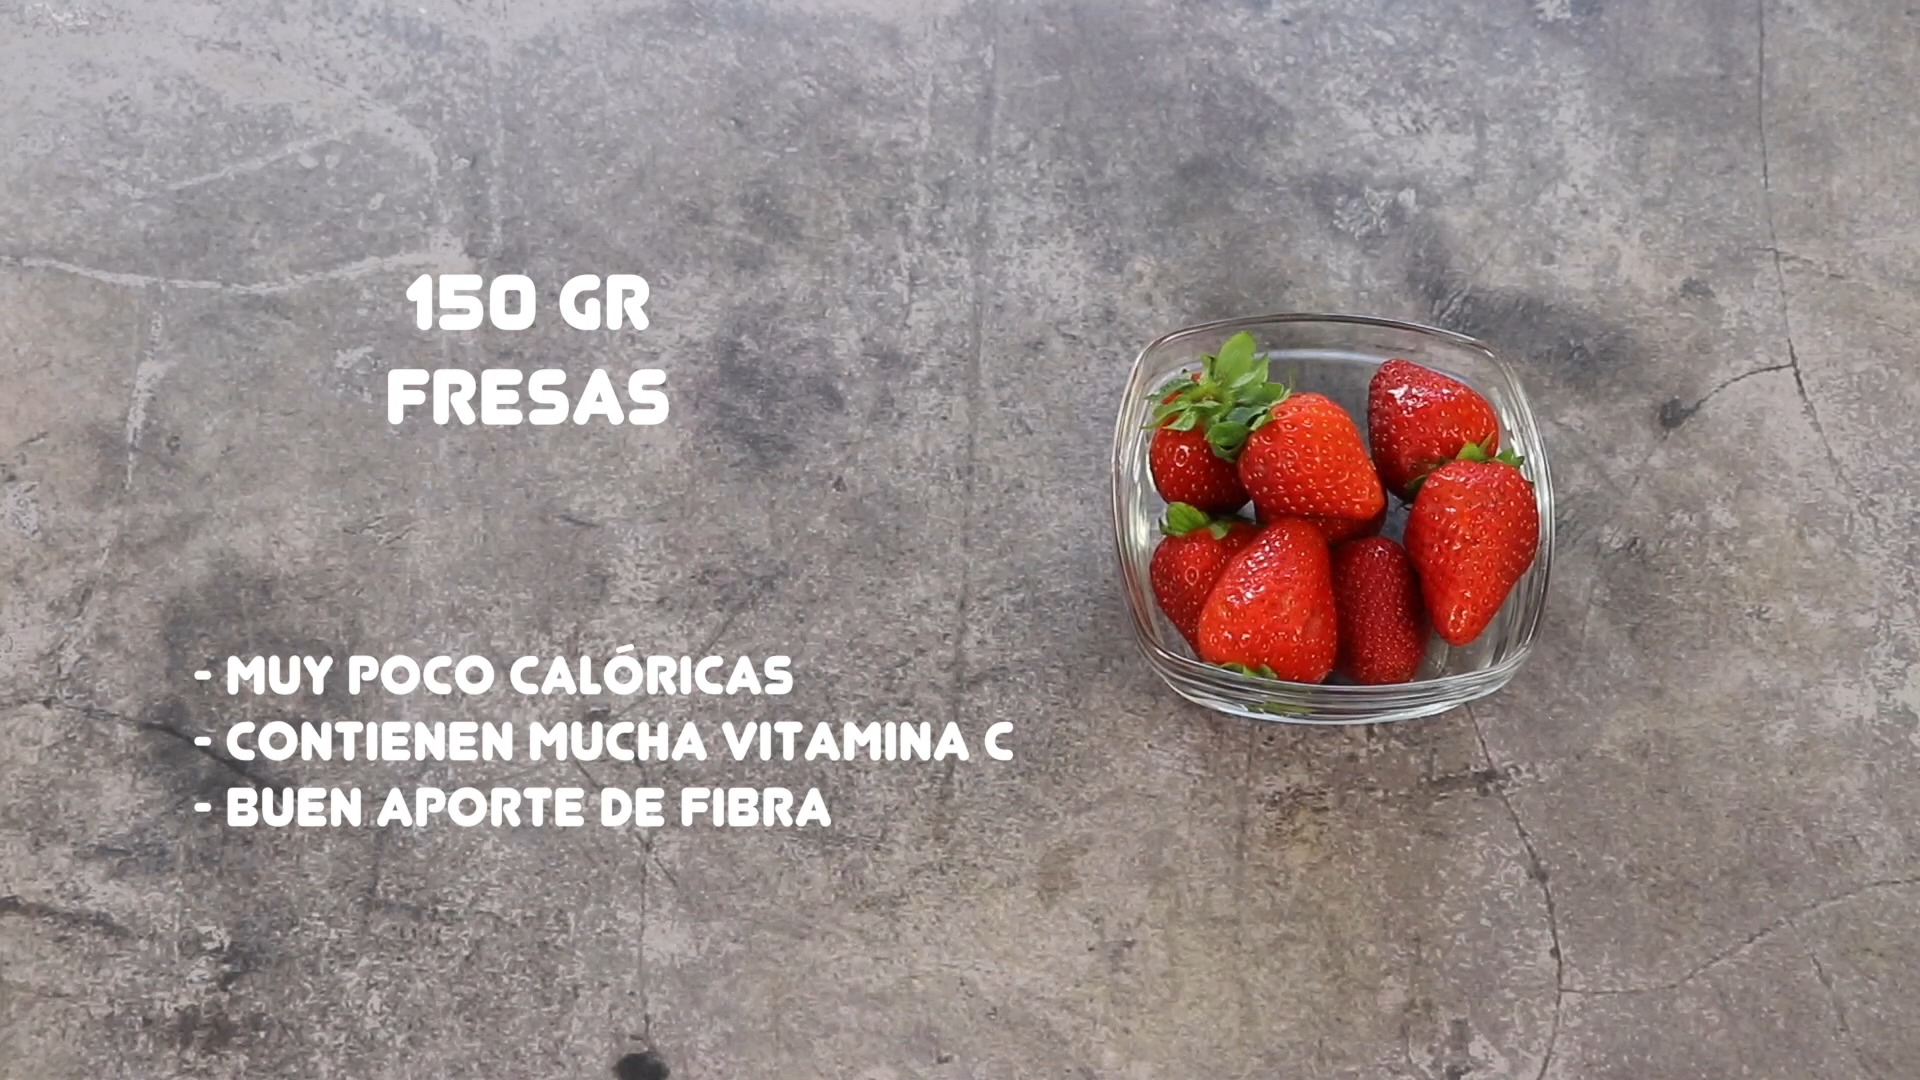 150 GR
FRESAS
- MUY POCO CALÓRICAS
- CONTIENEN MUCHA VITAMINA C
- BUEN APORTE DE FIBRA